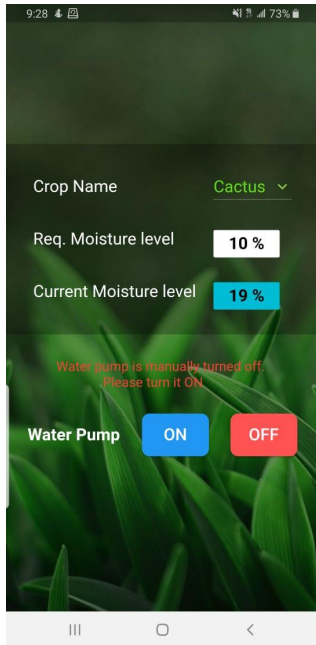 9:28
73%
Crop Name Cactus
Req. Moisture level 10 %
Current Moisture level 19 %
Water pump is manually turned off.
Please turn it ON.
Water Pump ON OFF